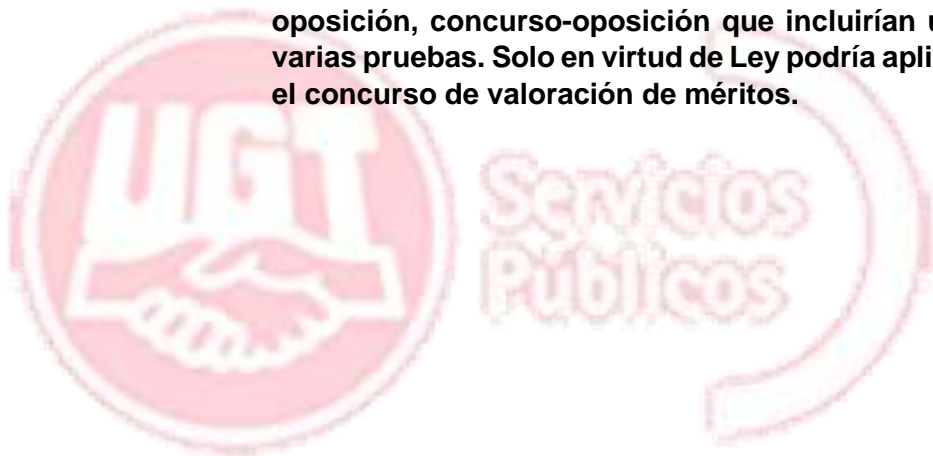 oposición, concurso-oposición que incluirían
varias pruebas. Solo en virtud de Ley podría
el concurso de valoración de méritos.
UGT
Servicios
Públicos